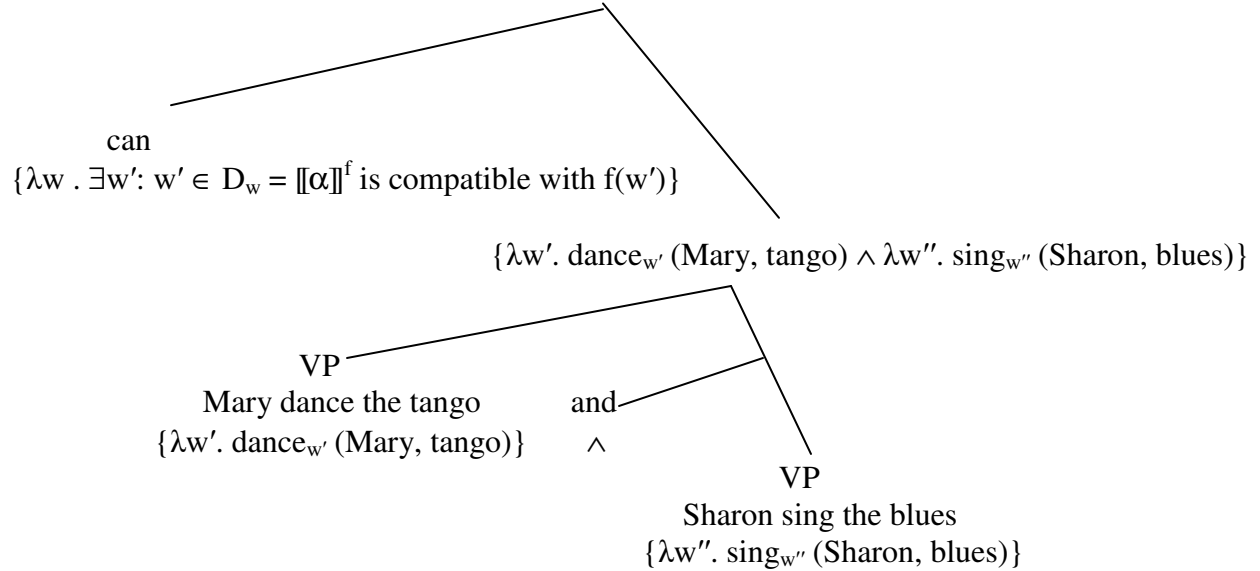 can
{λw . ∃w′: w′ ∈ D_w = ⟦α⟧^f is compatible with f(w′)}
{λw′. dance_w′ (Mary, tango) ∧ λw″. sing_w″ (Sharon, blues)}
VP
Mary dance the tango and
{λw′. dance_w′ (Mary, tango)} ∧
VP
Sharon sing the blues
{λw″. sing_w″ (Sharon, blues)}